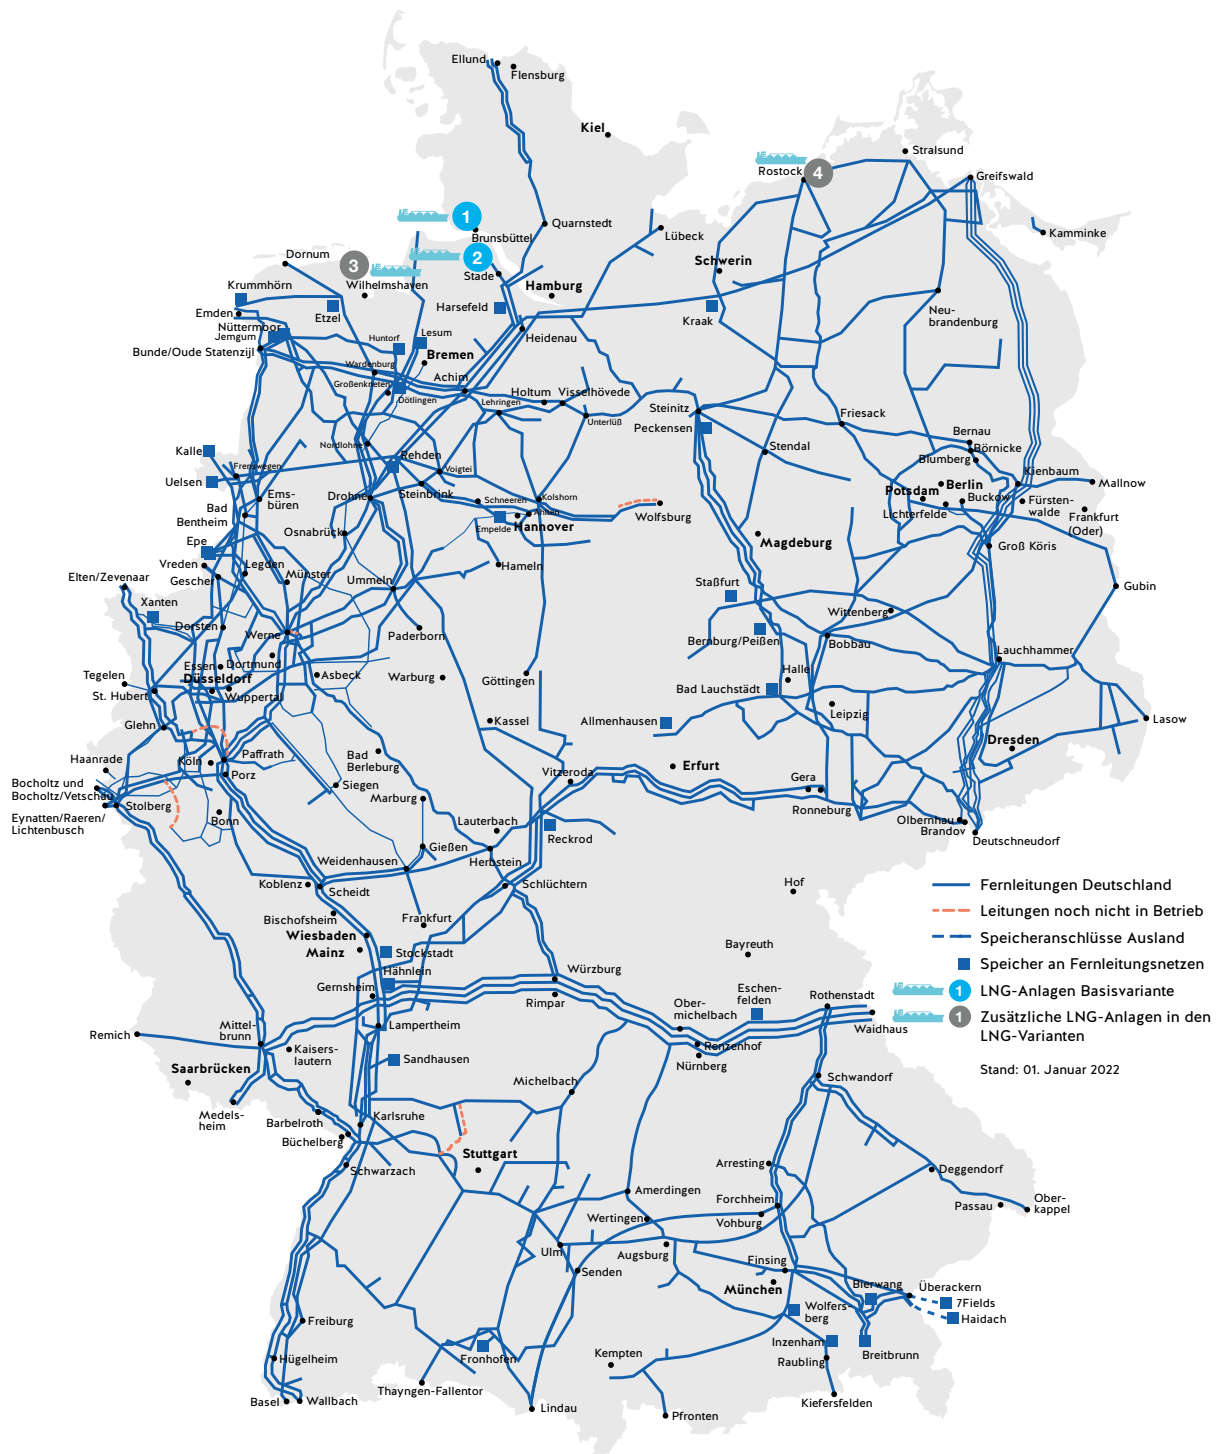 Ellund
Flensburg
Kiel
Stralsund
Rostock
4
Greifswald
1
Brunsbüttel
Quarnstedt
Lübeck
Kamminke
Dornum
3
2
Stade
Schwerin
Krummhörn
Wilhelmshaven
Hamburg
Emden
Etzel
Harsefeld
Kraak
Neu-
brandenburg
Nüttermoor
Jemgum
Huntorf
Lesum
Heidenau
Bunde/Oude Statenzijl
Bremen
Wardenburg
Achim
Großenkneten
Dötlingen
Holtum
Visselhövede
Lehringen
Unterlüß
Steinitz
Friesack
Peckensen
Bernau
Börnicke
Blumberg
Kalle
Nordlohne
Rehden
Stendal
Frenswegen
Voigtei
Kienbaum
Uelsen
Mallnow
Berlin
Potsdam
Buckow
Ems-
büren
Drohne
Steinbrink
Schneeren
Kolshorn
Lichterfelde
Fürsten-
walde
Bad
Bentheim
Ahlten
Wolfsburg
Frankfurt
(Oder)
Empelde
Hannover
Osnabrück
Magdeburg
Groß Köris
Epe
Vreden
Legden
Hameln
Elten/Zevenaar
Gescher
Münster
Ummeln
Staßfurt
Gubin
Xanten
Wittenberg
Dorsten
Werne
Paderborn
Bernburg/Peißen
Bobbau
Essen
Dortmund
Lauchhammer
Tegelen
Düsseldorf
Asbeck
Warburg
Göttingen
Halle
St. Hubert
Wuppertal
Bad Lauchstädt
Glehn
Kassel
Allmenhausen
Leipzig
Lasow
Dresden
Haanrade
Köln
Paffrath
Bad
Berleburg
Erfurt
Porz
Vitzeroda
Bocholtz und
Bocholtz/Vetschau
Siegen
Gera
Stolberg
Marburg
Ronneburg
Eynatten/Raeren/
Lichtenbusch
Bonn
Lauterbach
Olbernhau
Brandov
Reckrod
Deutschneudorf
Gießen
Weidenhausen
Herbstein
Koblenz
Scheidt
Schlüchtern
Hof
Fernleitungen Deutschland
Bischofsheim
Frankfurt
Leitungen noch nicht in Betrieb
Wiesbaden
Mainz
Stockstadt
Bayreuth
Speicheranschlüsse Ausland
Hähnlein
Würzburg
Speicher an Fernleitungsnetzen
Gernsheim
Rimpar
Eschen-
felden
Rothenstadt
1
LNG-Anlagen Basisvariante
Ober-
michelbach
1
Zusätzliche LNG-Anlagen in den
LNG-Varianten
Remich
Mittel-
brunn
Lampertheim
Waidhaus
Kaisers-
lautern
Renzenhof
Sandhausen
Nürnberg
Saarbrücken
Stand: 01. Januar 2022
Michelbach
Schwandorf
Medels-
heim
Barbelroth
Karlsruhe
Büchelberg
Stuttgart
Schwarzach
Arresting
Deggendorf
Amerdingen
Forchheim
Passau
Ober-
kappel
Wertingen
Vohburg
Ulm
Augsburg
Senden
Finsing
München
Bierwang
Überackern
7Fields
Wolfers-
berg
Haidach
Freiburg
Inzenham
Hügelheim
Fronhofen
Kempten
Raubling
Breitbrunn
Thayngen-Fallentor
Basel
Wallbach
Lindau
Pfronten
Kiefersfelden